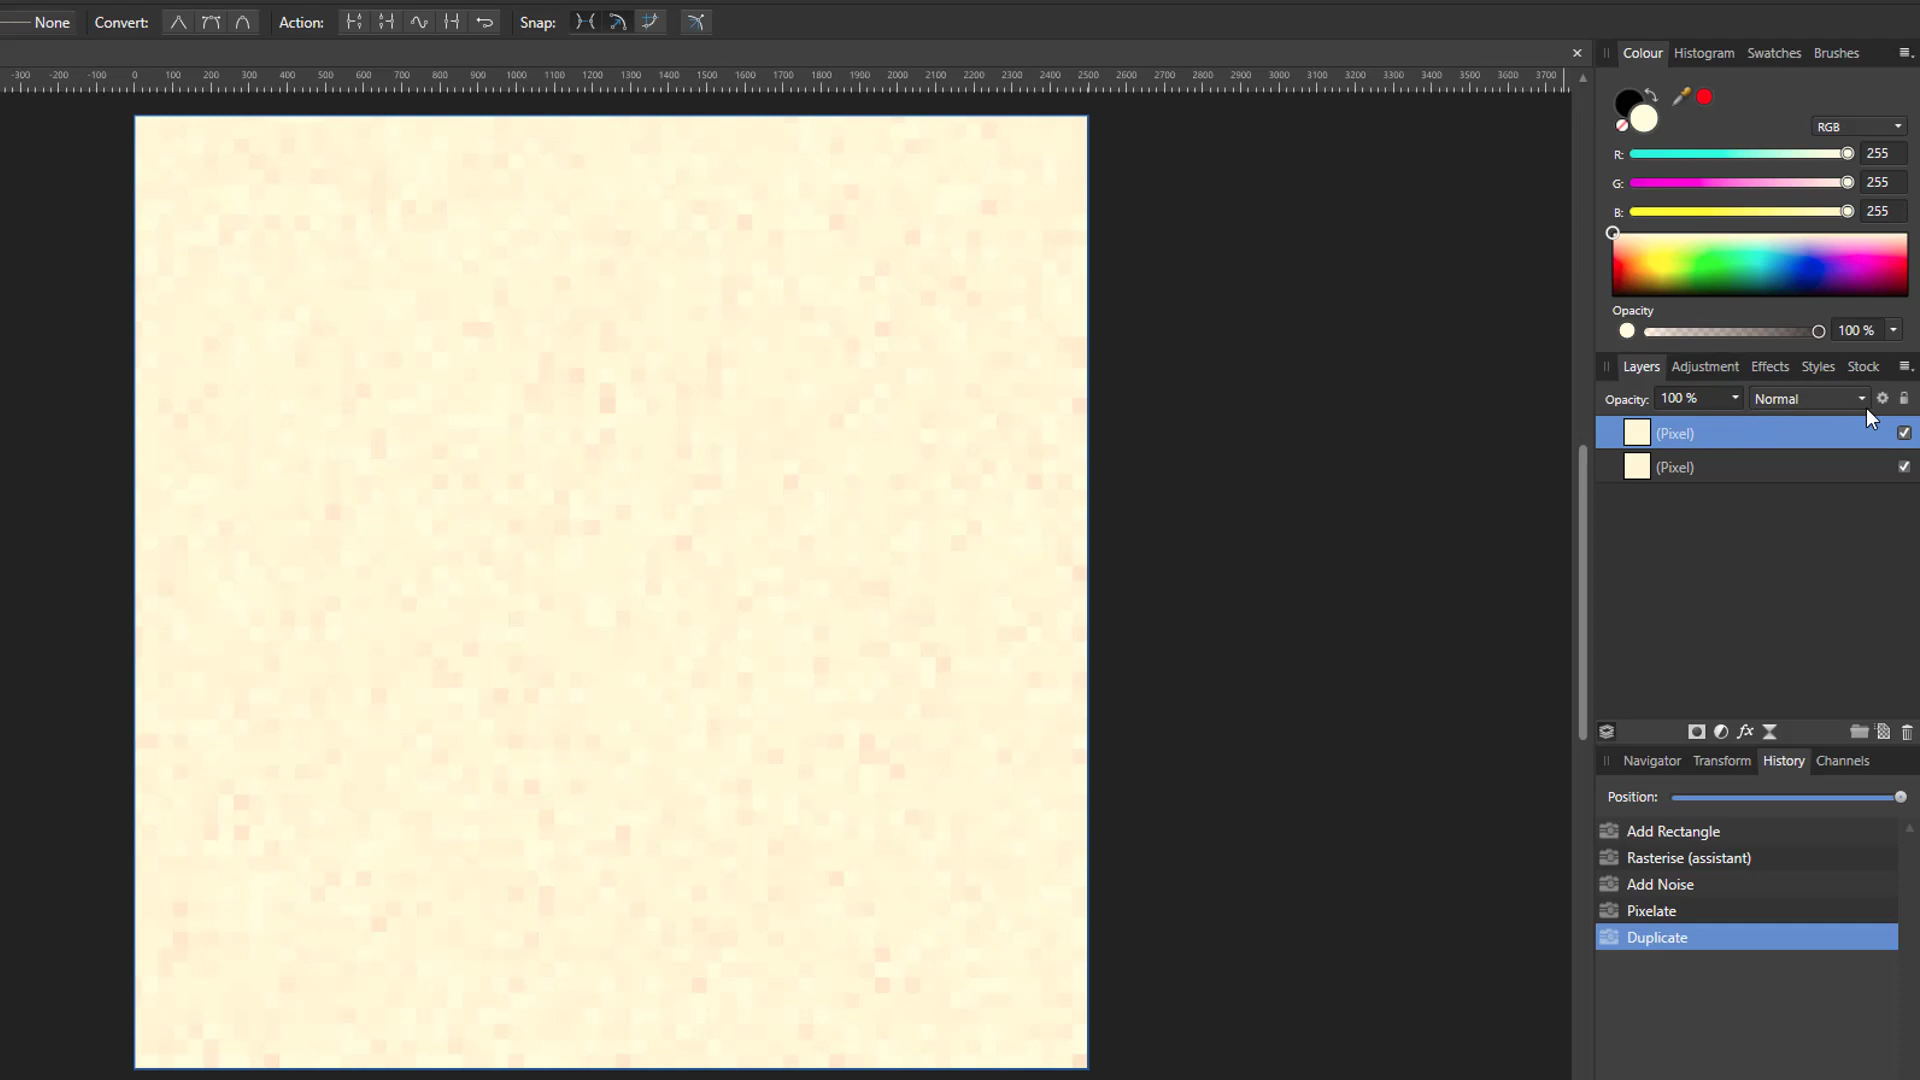 None Convert: Action: Snap:
Colour Histogram Swatches Brushes
-300 -200 -100 0 100 200 300 400 500 600 700 800 900 1000 1100 1200 1300 1400 1500 1600 1700 1800 1900 2000 2100 2200 2300 2400 2500 2600 2700 2800 2900 3000 3100 3200 3300 3400 3500 3600 3700
RGB
R: 255
G: 255
B: 255
Opacity
100 %
Layers Adjustment Effects Styles Stock
Opacity: 100 % Normal
(Pixel)
(Pixel)
fx
Navigator Transform History Channels
Position:
Add Rectangle
Rasterise (assistant)
Add Noise
Pixelate
Duplicate